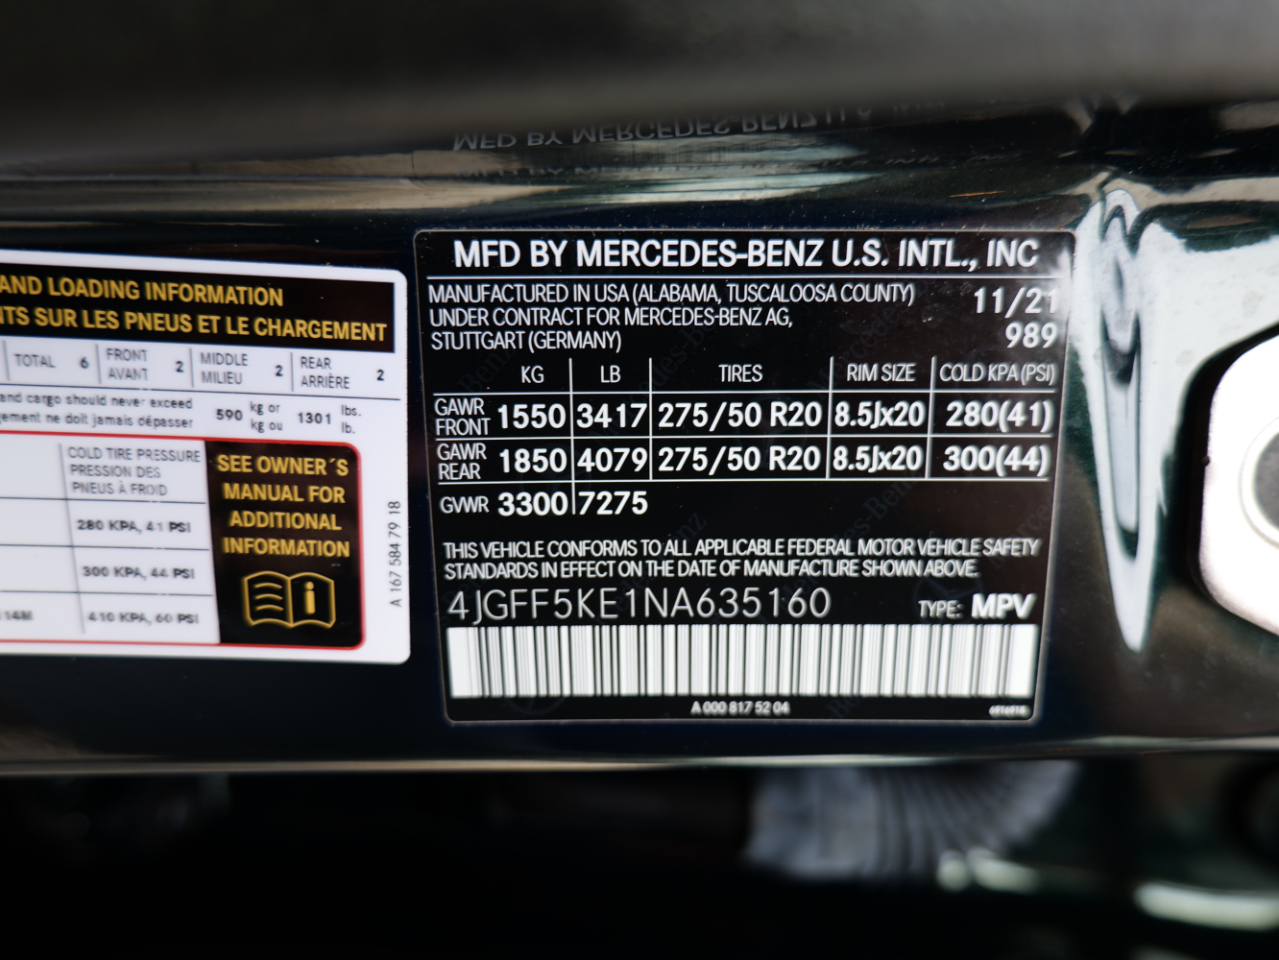 AND LOADING INFORMATION
NTS SUR LES PNEUS ET LE CHARGEMENT
TOTAL 6 FRONT AVANT 2 MIDDLE MILIEU 2 REAR ARRIÈRE 2
and cargo should never exceed
gement ne doit jamais dépasser
590 kg or kg ou 1301 lbs. lb.
COLD TIRE PRESSURE
PRESSION DES
PNEUS À FROID
280 KPA, 41 PSI
300 KPA, 44 PSI
114M 410 KPA, 60 PSI
SEE OWNER´S
MANUAL FOR
ADDITIONAL
INFORMATION
i
A 167 584 79 18
MFD BY MERCEDES-BENZ U.S. INTL., INC
MANUFACTURED IN USA (ALABAMA, TUSCALOOSA COUNTY) 11/21
UNDER CONTRACT FOR MERCEDES-BENZ AG,
STUTTGART (GERMANY) 989
KG LB TIRES RIM SIZE COLD KPA (PSI)
GAWR FRONT 1550 3417 275/50 R20 8.5Jx20 280(41)
GAWR REAR 1850 4079 275/50 R20 8.5Jx20 300(44)
GVWR 3300 7275
THIS VEHICLE CONFORMS TO ALL APPLICABLE FEDERAL MOTOR VEHICLE SAFETY
STANDARDS IN EFFECT ON THE DATE OF MANUFACTURE SHOWN ABOVE.
4JGFF5KE1NA635160 TYPE: MPV
A 000 817 52 04